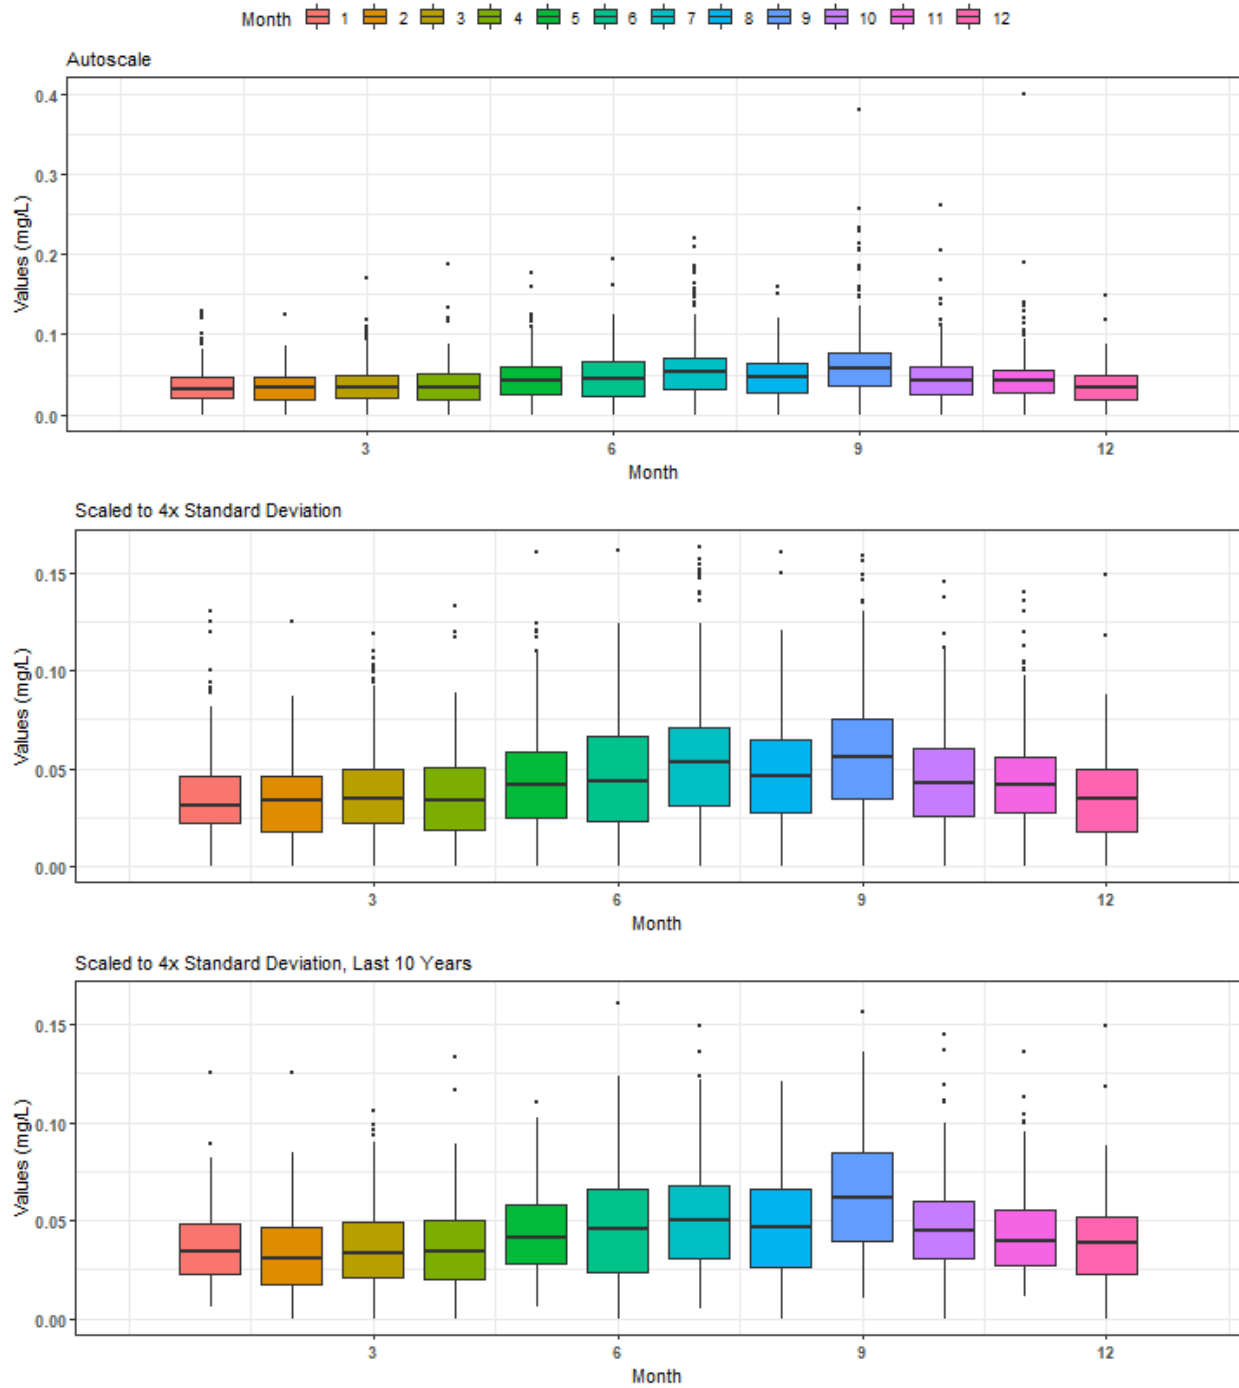 Month 1 2 3 4 5 6 7 8 9 10 11 12
Autoscale
Values (mg/L)
0.4
0.3
0.2
0.1
0.0
3 6 9 12
Month
Scaled to 4x Standard Deviation
Values (mg/L)
0.15
0.10
0.05
0.00
3 6 9 12
Month
Scaled to 4x Standard Deviation, Last 10 Years
Values (mg/L)
0.15
0.10
0.05
0.00
3 6 9 12
Month